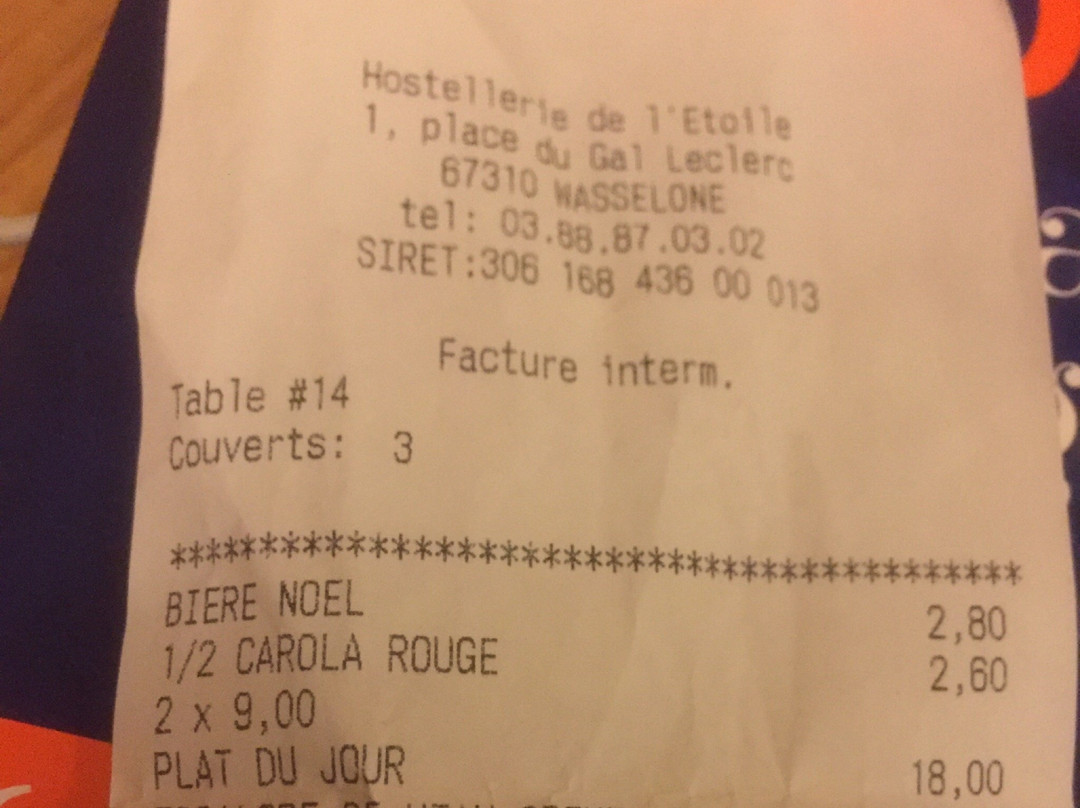 Hostellerie de l'Etoile
1, place du Gal Leclerc
67310 WASSELONE
tel: 03.88.87.03.02
SIRET:306 168 436 00 013
Facture interm.
Table #14
Couverts: 3
******************************************
BIERE NOEL 2,80
1/2 CAROLA ROUGE 2,60
2 x 9,00
PLAT DU JOUR 18,00